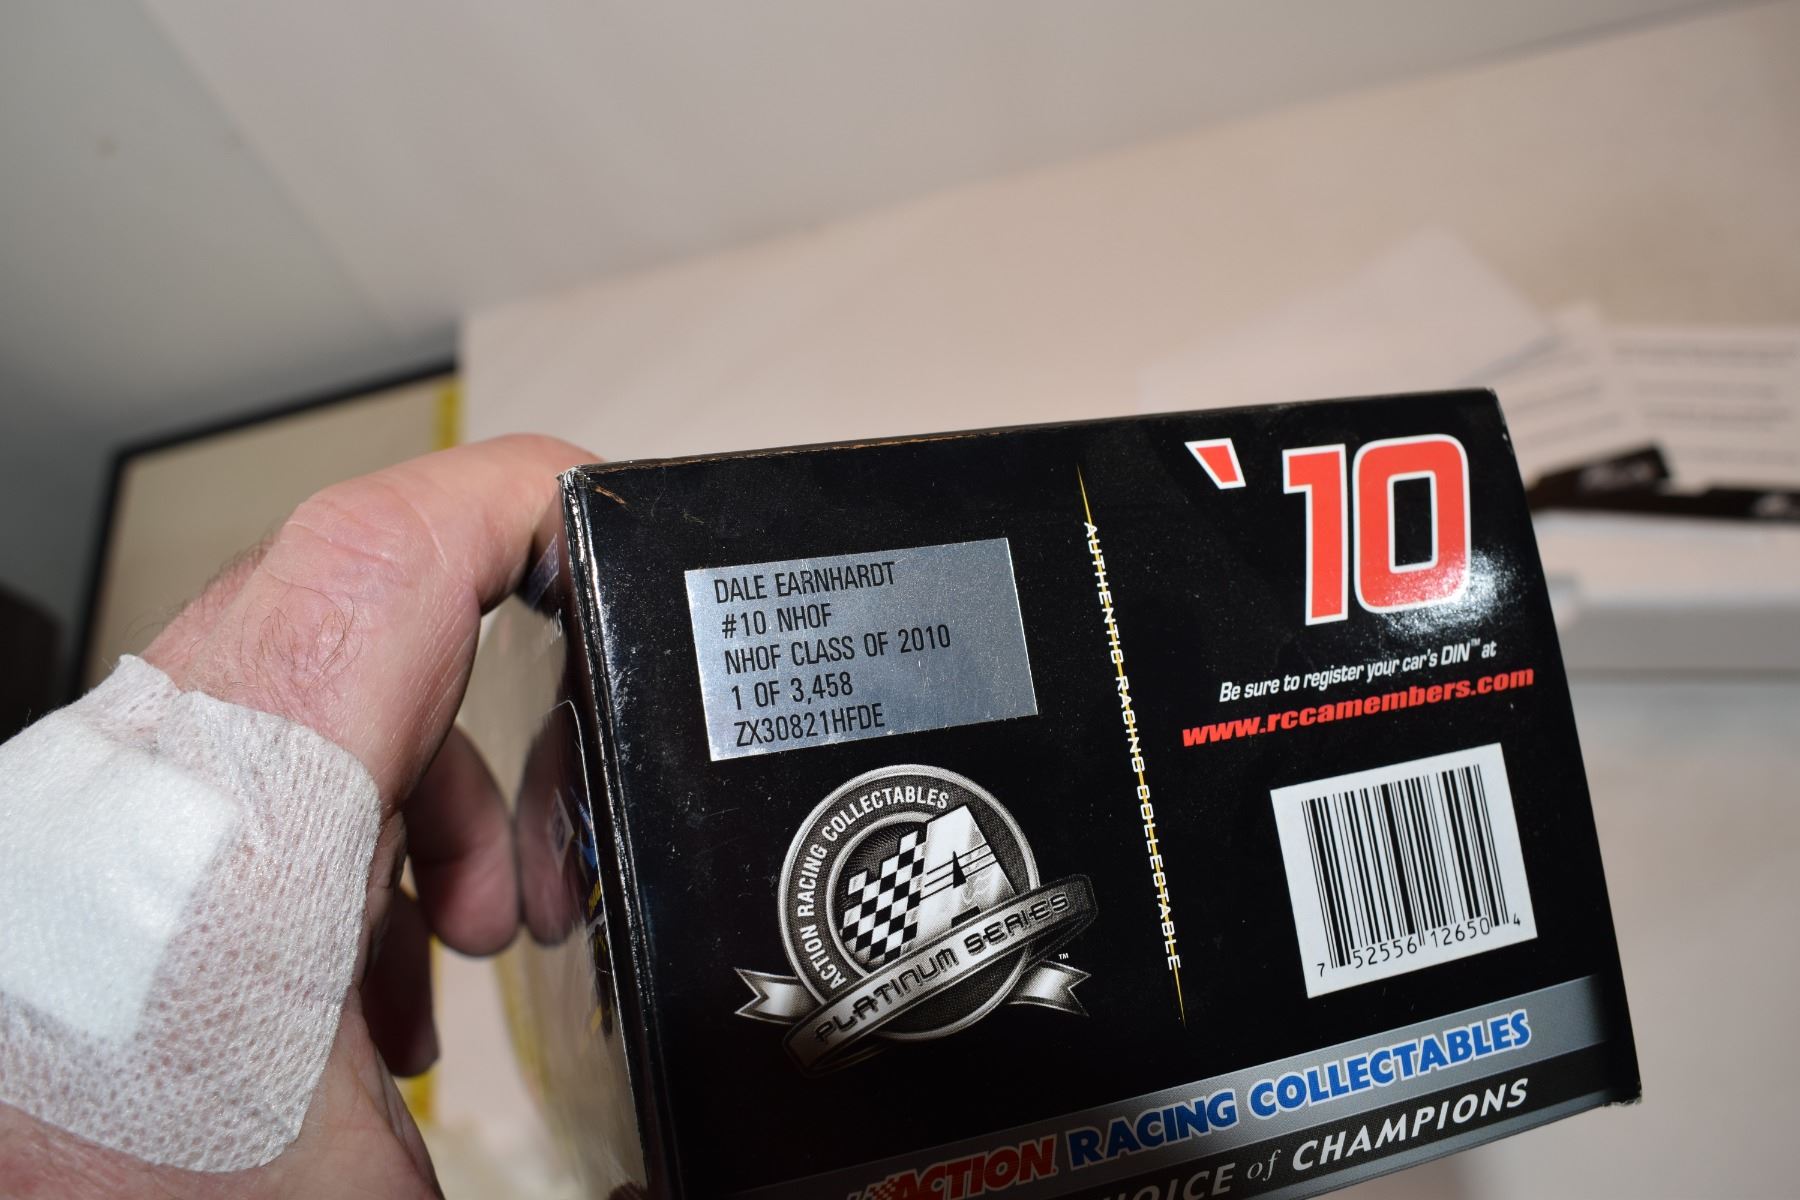 DALE EARNHARDT
#10 NHOF
NHOF CLASS OF 2010
1 OF 3,458
ZX30821HFDE
ACTION RACING COLLECTABLES
A
PLATINUM SERIES™
AUTHENTIC RACING COLLECTABLE
`10
Be sure to register your car's DIN™ at
www.rccamembers.com
7 52556 12650 4
ACTION RACING COLLECTABLES
of CHAMPIONS